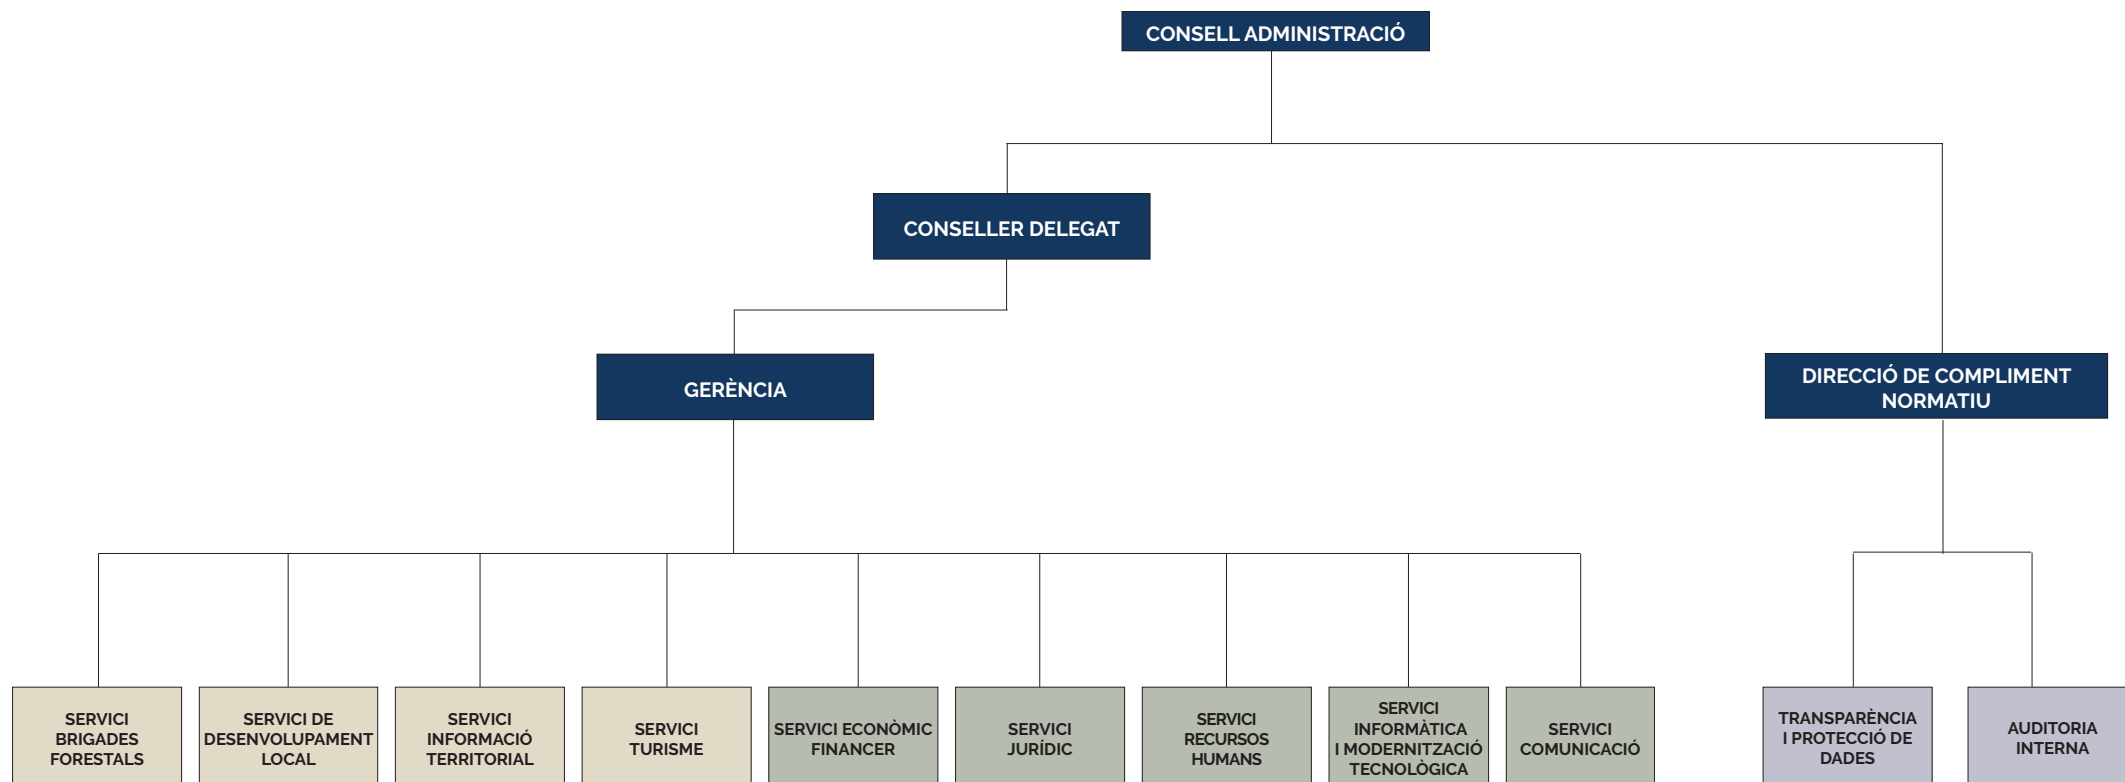 CONSELL ADMINISTRACIÓ
CONSELLER DELEGAT
GERÈNCIA
DIRECCIÓ DE COMPLIMENT
NORMATIU
SERVICI
BRIGADES
FORESTALS
SERVICI DE
DESENVOLUPAMENT
LOCAL
SERVICI
INFORMACIÓ
TERRITORIAL
SERVICI
TURISME
SERVICI ECONÒMIC
FINANCER
SERVICI
JURÍDIC
SERVICI
RECURSOS
HUMANS
SERVICI
INFORMÀTICA
I MODERNITZACIÓ
TECNOLÒGICA
SERVICI
COMUNICACIÓ
TRANSPARÈNCIA
I PROTECCIÓ DE
DADES
AUDITORIA
INTERNA